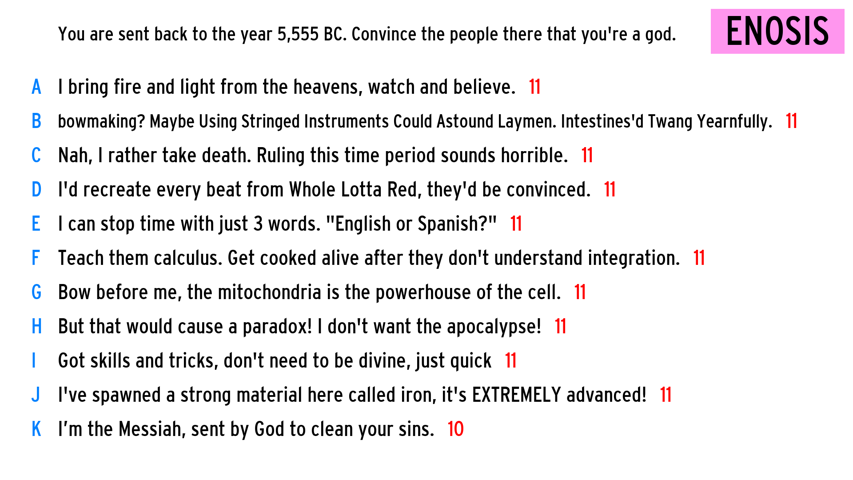 You are sent back to the year 5,555 BC. Convince the people there that you're a god.
ENOSIS
A I bring fire and light from the heavens, watch and believe. 11
B bowmaking? Maybe Using Stringed Instruments Could Astound Laymen. Intestines'd Twang Yearnfully. 11
C Nah, I rather take death. Ruling this time period sounds horrible. 11
D I'd recreate every beat from Whole Lotta Red, they'd be convinced. 11
E I can stop time with just 3 words. "English or Spanish?" 11
F Teach them calculus. Get cooked alive after they don't understand integration. 11
G Bow before me, the mitochondria is the powerhouse of the cell. 11
H But that would cause a paradox! I don't want the apocalypse! 11
I Got skills and tricks, don't need to be divine, just quick 11
J I've spawned a strong material here called iron, it's EXTREMELY advanced! 11
K I’m the Messiah, sent by God to clean your sins. 10